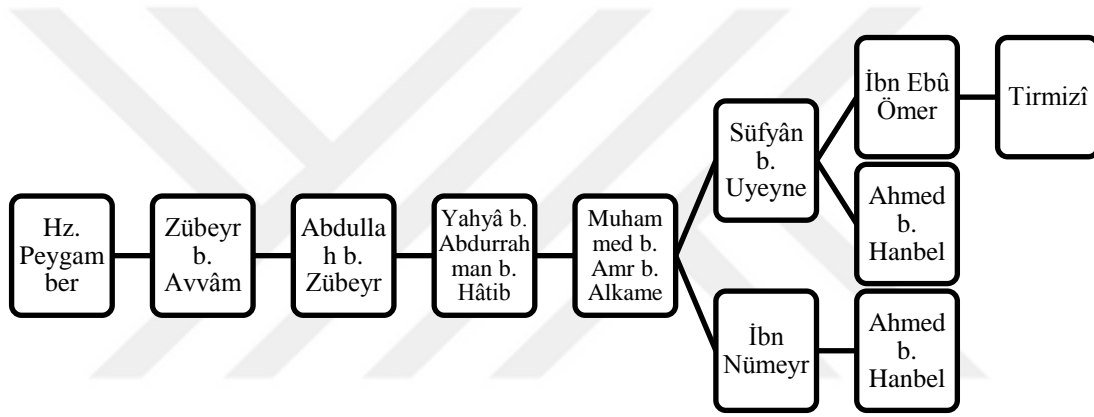 Hz.
Peygam
ber
Zübeyr
b.
Avvâm
Abdulla
h b.
Zübeyr
Yahyâ b.
Abdurrah
man b.
Hâtib
Muham
med b.
Amr b.
Alkame
Süfyân
b.
Uyeyne
İbn Ebû
Ömer
Tirmizî
Ahmed
b.
Hanbel
İbn
Nümeyr
Ahmed
b.
Hanbel